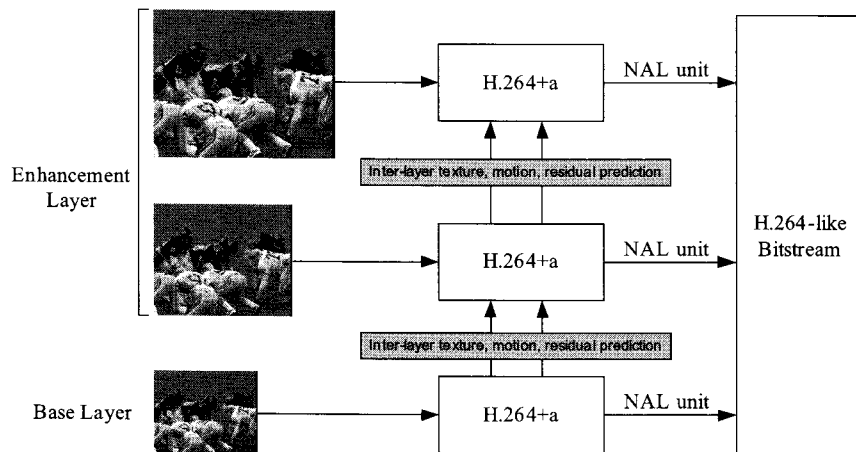 H.264+a
NAL unit
Inter-layer texture, motion, residual prediction
Enhancement
Layer
H.264+a
NAL unit
H.264-like
Bitstream
Inter-layer texture, motion, residual prediction
Base Layer
H.264+a
NAL unit